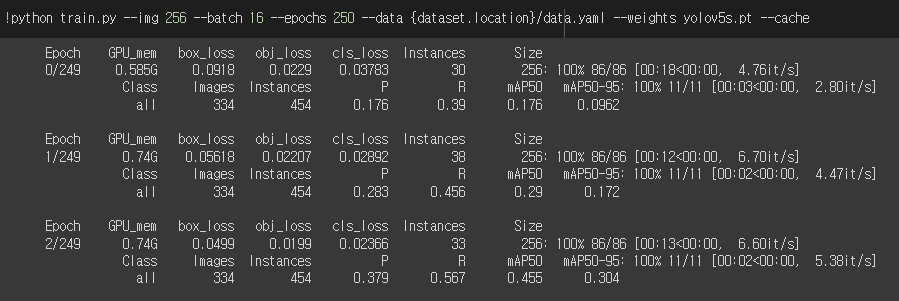 !python train.py --img 256 --batch 16 --epochs 250 --data {dataset.location}/data.yaml --weights yolov5s.pt --cache
Epoch GPU_mem box_loss obj_loss cls_loss Instances Size
0/249 0.585G 0.0918 0.0229 0.03783 30 256: 100% 86/86 [00:18<00:00, 4.76it/s]
Class Images Instances P R mAP50 mAP50-95: 100% 11/11 [00:03<00:00, 2.80it/s]
all 334 454 0.176 0.39 0.176 0.0962
Epoch GPU_mem box_loss obj_loss cls_loss Instances Size
1/249 0.74G 0.05618 0.02207 0.02892 38 256: 100% 86/86 [00:12<00:00, 6.70it/s]
Class Images Instances P R mAP50 mAP50-95: 100% 11/11 [00:02<00:00, 4.47it/s]
all 334 454 0.283 0.456 0.29 0.172
Epoch GPU_mem box_loss obj_loss cls_loss Instances Size
2/249 0.74G 0.0499 0.0199 0.02366 33 256: 100% 86/86 [00:13<00:00, 6.60it/s]
Class Images Instances P R mAP50 mAP50-95: 100% 11/11 [00:02<00:00, 5.38it/s]
all 334 454 0.379 0.567 0.455 0.304